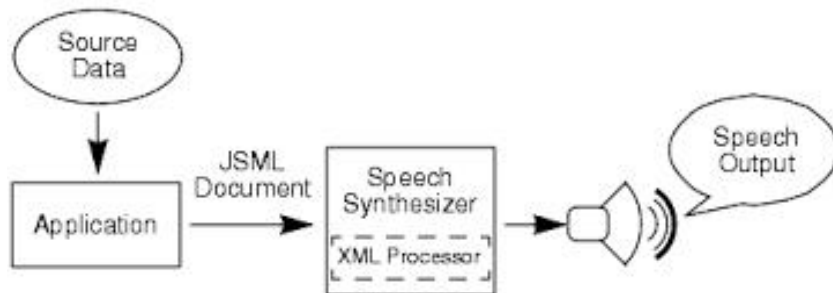 Source
Data
Application
JSML
Document
Speech
Synthesizer
XML Processor
Speech
Output